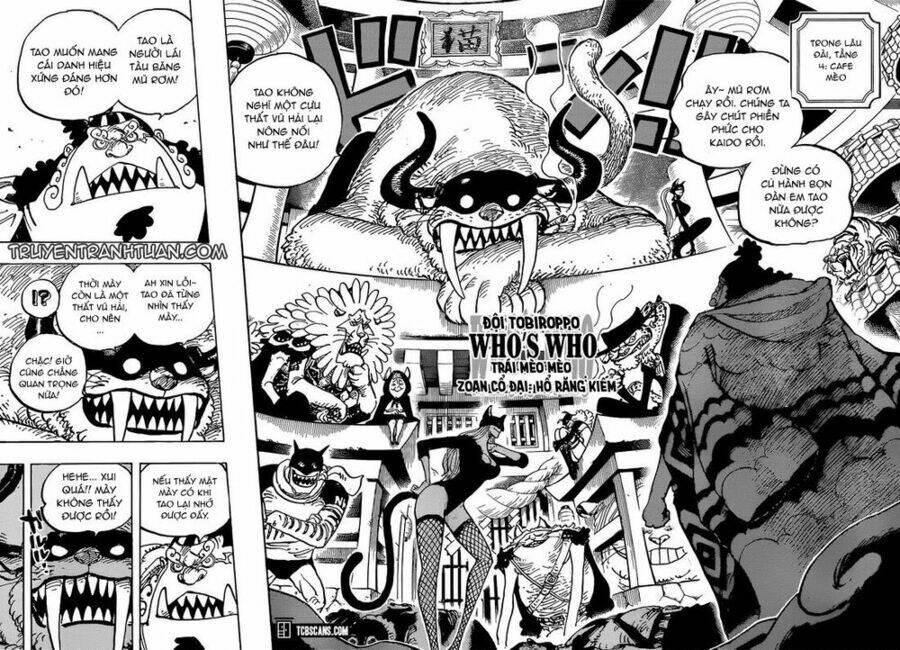 TRONG LÂU
ĐÀI, TẦNG
4: CAFE
MÈO
ÂY~ MŨ RƠM
CHẠY RỒI. CHÚNG TA
GÂY CHÚT PHIỀN
PHỨC CHO
KAIDO RỒI.
ĐỪNG CÓ
CÙ HÀNH BỌN
ĐÀN EM TAO
NỮA ĐƯỢC
KHÔNG?
猫
TAO KHÔNG
NGHĨ MỘT CỰU
THẤT VŨ HẢI LẠI
NÔNG NỔI
NHƯ THẾ ĐÂU!
ĐỘI TOBIROPPO
WHO'S WHO
TRÁI MÈO MÈO
ZOAN CỔ ĐẠI: HỔ RĂNG KIẾM
TCBSCANS.COM
TAO LÀ
NGƯỜI LÁI
TÀU BĂNG
MŨ RƠM!
TAO MUỐN MANG
CÁI DANH HIỆU
XỨNG ĐÁNG HƠN
ĐÓ!
TRUYENTRANHTUAN.COM
AH XIN LỖI~
TAO ĐÃ TỪNG
NHÌN THẤY
MÀY...
THỜI MÀY
CÒN LÀ MỘT
THẤT VŨ HẢI,
CHO NÊN
...
!?
CHẬC! GIỜ
CŨNG CHẲNG
QUAN TRỌNG
NỮA!
NẾU THẤY MẶT
MÀY CÓ KHI
TAO LẠI NHỚ
ĐƯỢC ĐẤY.
HEHE... XUI
QUÁ!! MÀY
KHÔNG THẤY
ĐƯỢC RỒI!